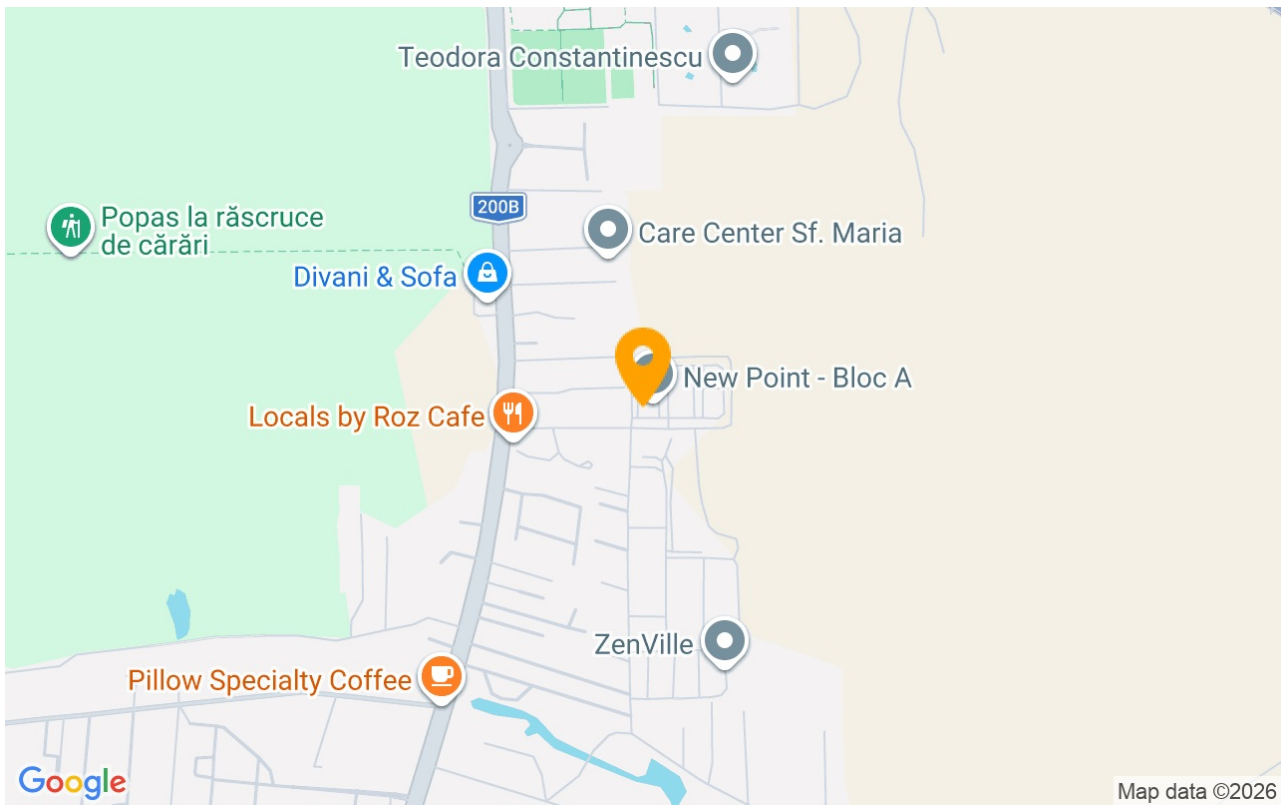 Teodora Constantinescu
200B
Popas la răscruce
de cărări
Care Center Sf. Maria
Divani & Sofa
New Point - Bloc A
Locals by Roz Cafe
ZenVille
Pillow Specialty Coffee
Google
Map data ©2026